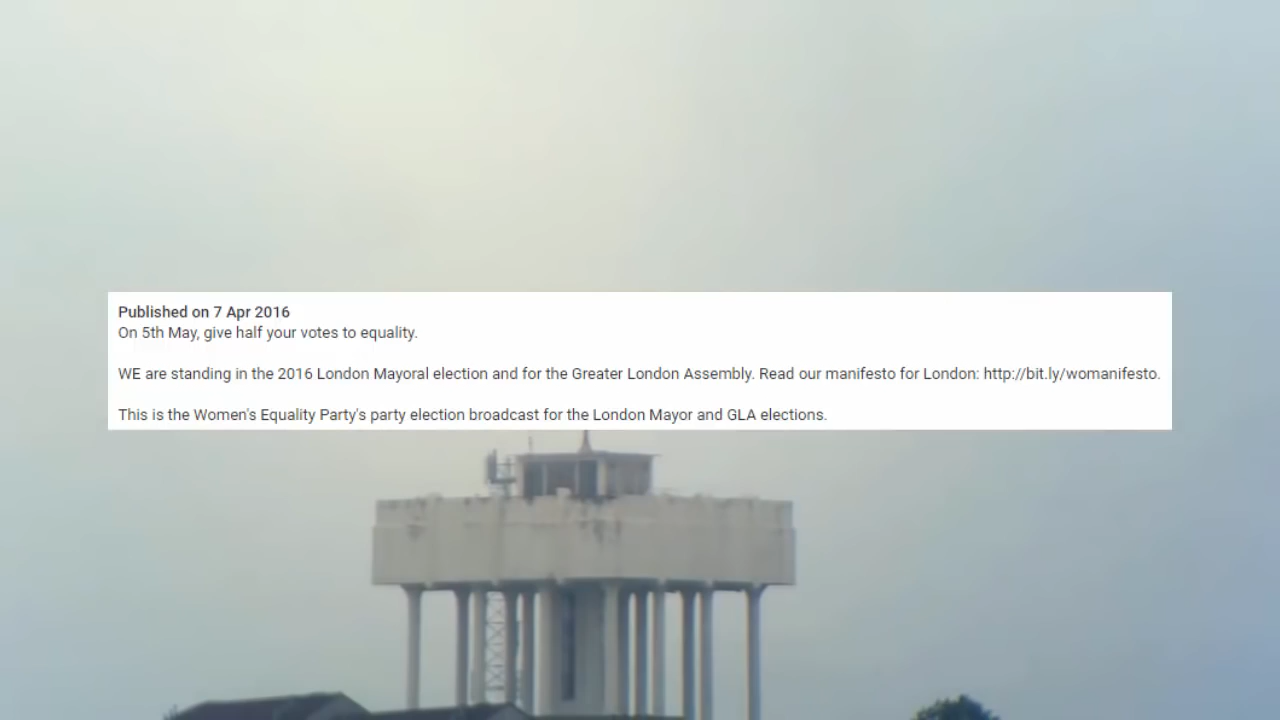 Published on 7 Apr 2016
On 5th May, give half your votes to equality.
WE are standing in the 2016 London Mayoral election and for the Greater London Assembly. Read our manifesto for London: http://bit.ly/womanifesto.
This is the Women's Equality Party's party election broadcast for the London Mayor and GLA elections.